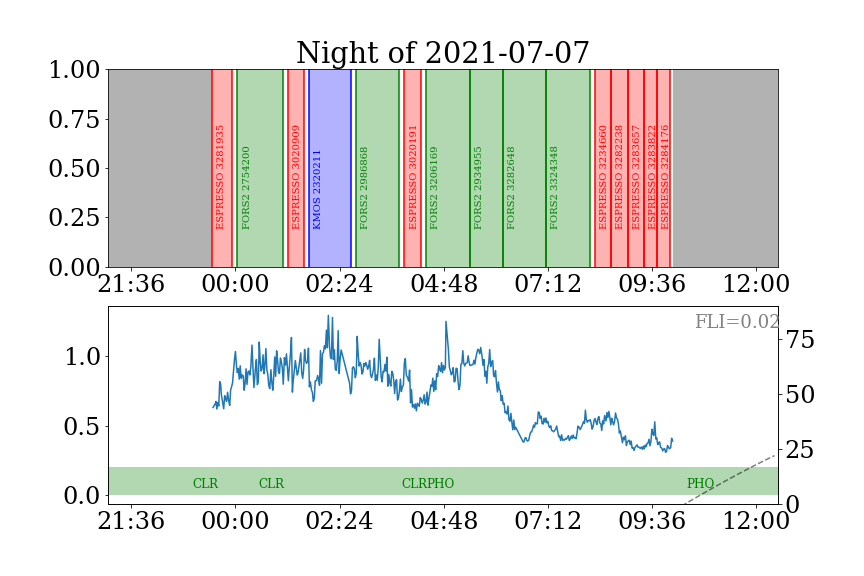 Night of 2021-07-07
1.00
0.75
0.50
0.25
0.00
ESPRESSO 3281935
FORS2 2754200
ESPRESSO 3020909
KMOS 2320211
FORS2 2986868
ESPRESSO 3020191
FORS2 3206169
FORS2 2934955
FORS2 3282648
FORS2 3324348
ESPRESSO 3234660
ESPRESSO 3282238
ESPRESSO 3283657
ESPRESSO 3283822
ESPRESSO 3284176
21:36 00:00 02:24 04:48 07:12 09:36 12:00
FLI=0.02
1.0
0.5
0.0
75
50
25
0
CLR CLR CLR PHO PHO
21:36 00:00 02:24 04:48 07:12 09:36 12:00